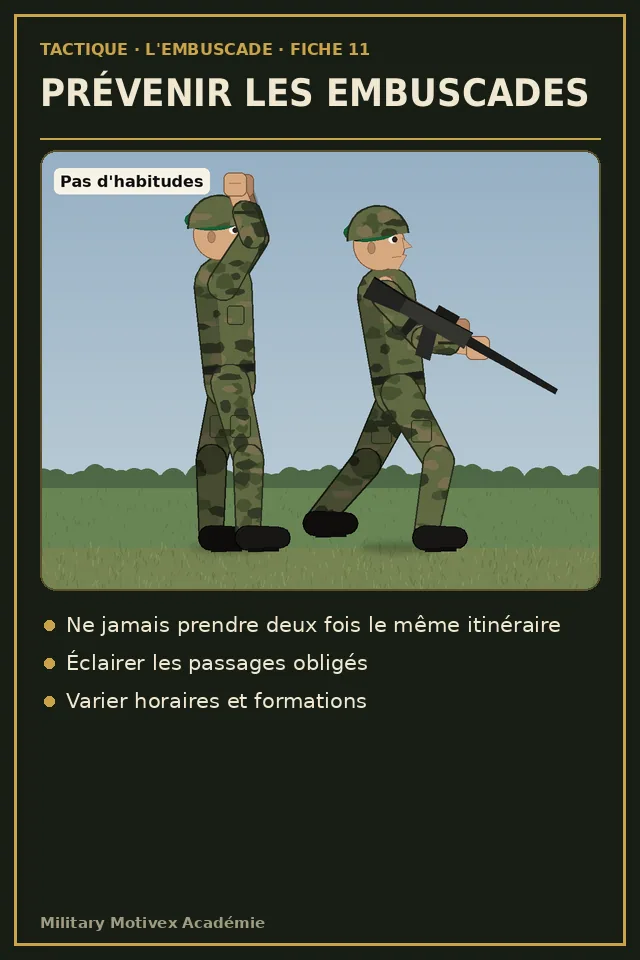 TACTIQUE · L'EMBUSCADE · FICHE 11
PRÉVENIR LES EMBUSCADES
Pas d'habitudes
Ne jamais prendre deux fois le même itinéraire
Éclairer les passages obligés
Varier horaires et formations
Military Motivex Académie